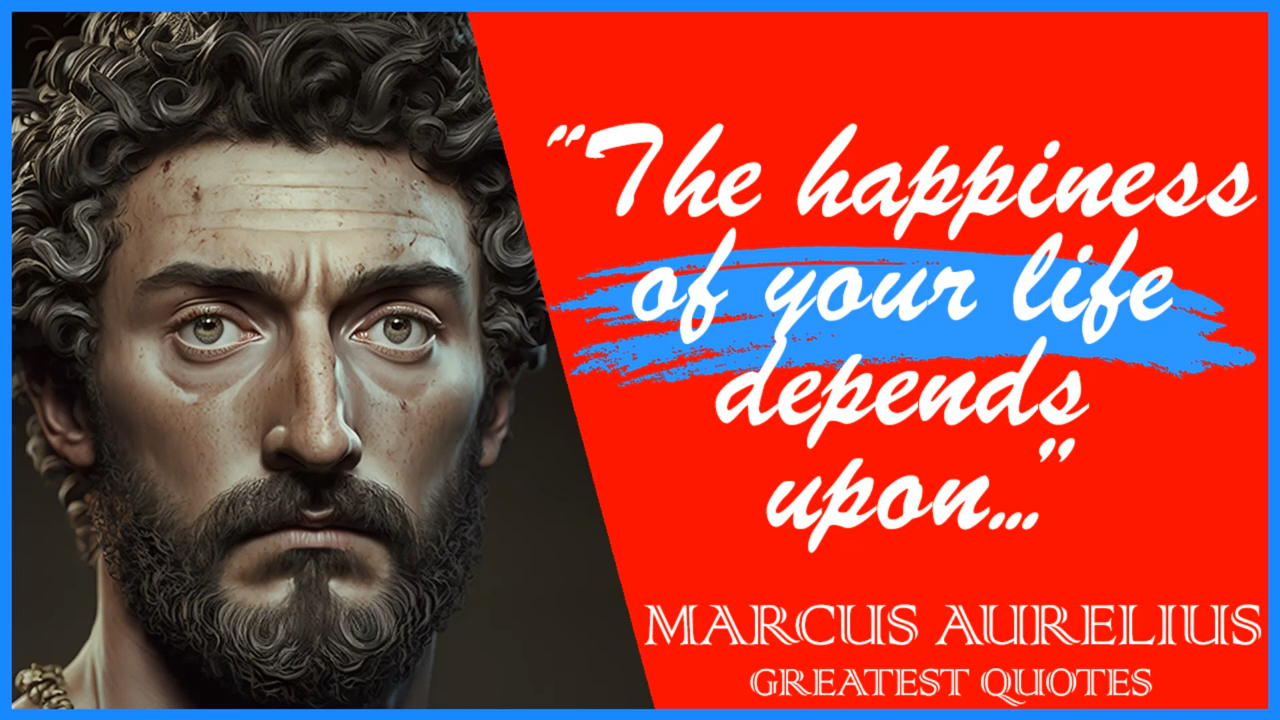 "The happiness
of your life
depends
upon..."
MARCUS AURELIUS
GREATEST QUOTES